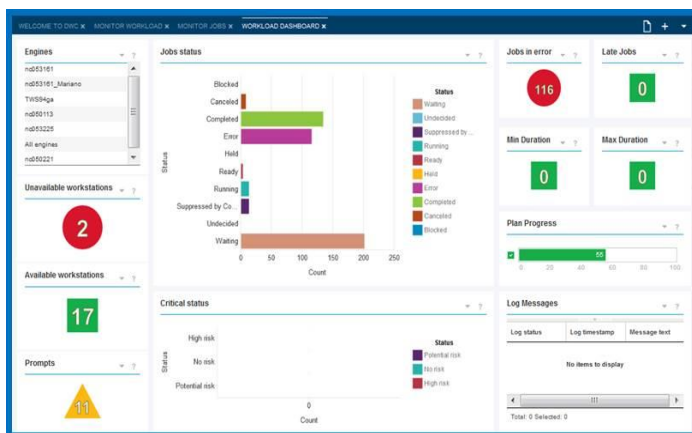 WELCOME TO DWC x MONITOR WORKLOAD x MONITOR JOBS x WORKLOAD DASHBOARD x
Engines
nc053161
nc053161_Mariano
TWS94ga
nc050113
nc053225
All engines
nc050221
Unavailable workstations
2
Available workstations
17
Prompts
11
Jobs status
Status
Blocked
Canceled
Completed
Error
Held
Ready
Running
Suppressed by Co...
Undecided
Waiting
0 50 100 150 200 250
Count
Status
Waiting
Undecided
Suppressed by ...
Running
Ready
Held
Error
Completed
Canceled
Blocked
Critical status
Status
High risk
No risk
Potential risk
0
Count
Status
Potential risk
No risk
High risk
Jobs in error
116
Late Jobs
0
Min Duration
0
Max Duration
0
Plan Progress
55
0 20 40 60 80 100
Log Messages
Log status Log timestamp Message text
No items to display
Total: 0 Selected: 0